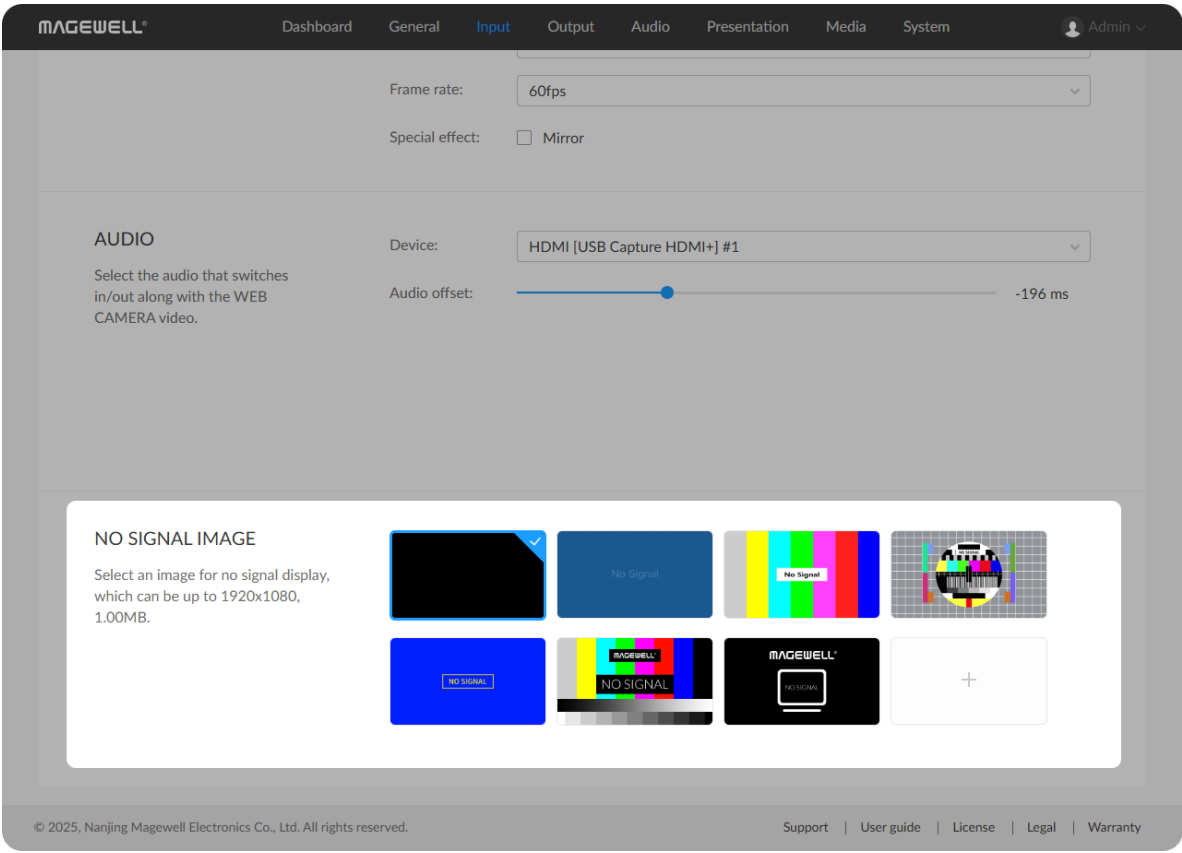 MAGEWELL®
Dashboard General Input Output Audio Presentation Media System Admin
Frame rate: 60fps
Special effect: Mirror
AUDIO
Select the audio that switches
in/out along with the WEB
CAMERA video.
Device: HDMI [USB Capture HDMI+] #1
Audio offset: -196 ms
NO SIGNAL IMAGE
Select an image for no signal display,
which can be up to 1920x1080,
1.00MB.
No Signal
No Signal
NO SIGNAL
NO SIGNAL
MAGEWELL®
NO SIGNAL
MAGEWELL®
NO SIGNAL
© 2025, Nanjing Magewell Electronics Co., Ltd. All rights reserved.
Support | User guide | License | Legal | Warranty